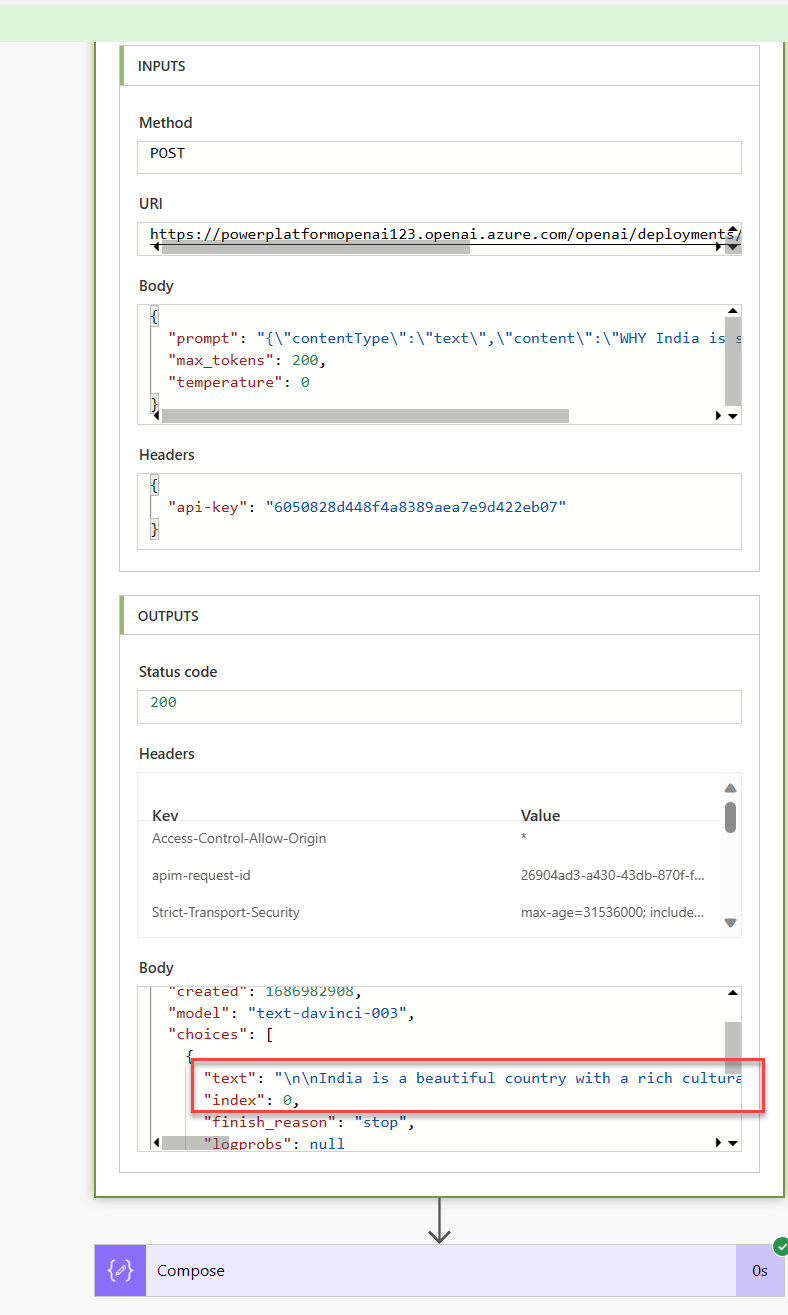 INPUTS
Method
POST
URI
https://powerplatformopenai123.openai.azure.com/openai/deployments/
Body
{
"prompt": "{\"contentType\":\"text\",\"content\":\"WHY India is s
"max_tokens": 200,
"temperature": 0
}
Headers
{
"api-key": "6050828d448f4a8389aea7e9d422eb07"
}
OUTPUTS
Status code
200
Headers
Key Value
Access-Control-Allow-Origin *
apim-request-id 26904ad3-a430-43db-870f-f...
Strict-Transport-Security max-age=31536000; include...
Body
"created": 1686982908,
"model": "text-davinci-003",
"choices": [
{
"text": "\n\nIndia is a beautiful country with a rich cultura
"index": 0,
"finish_reason": "stop",
"logprobs": null
Compose 0s